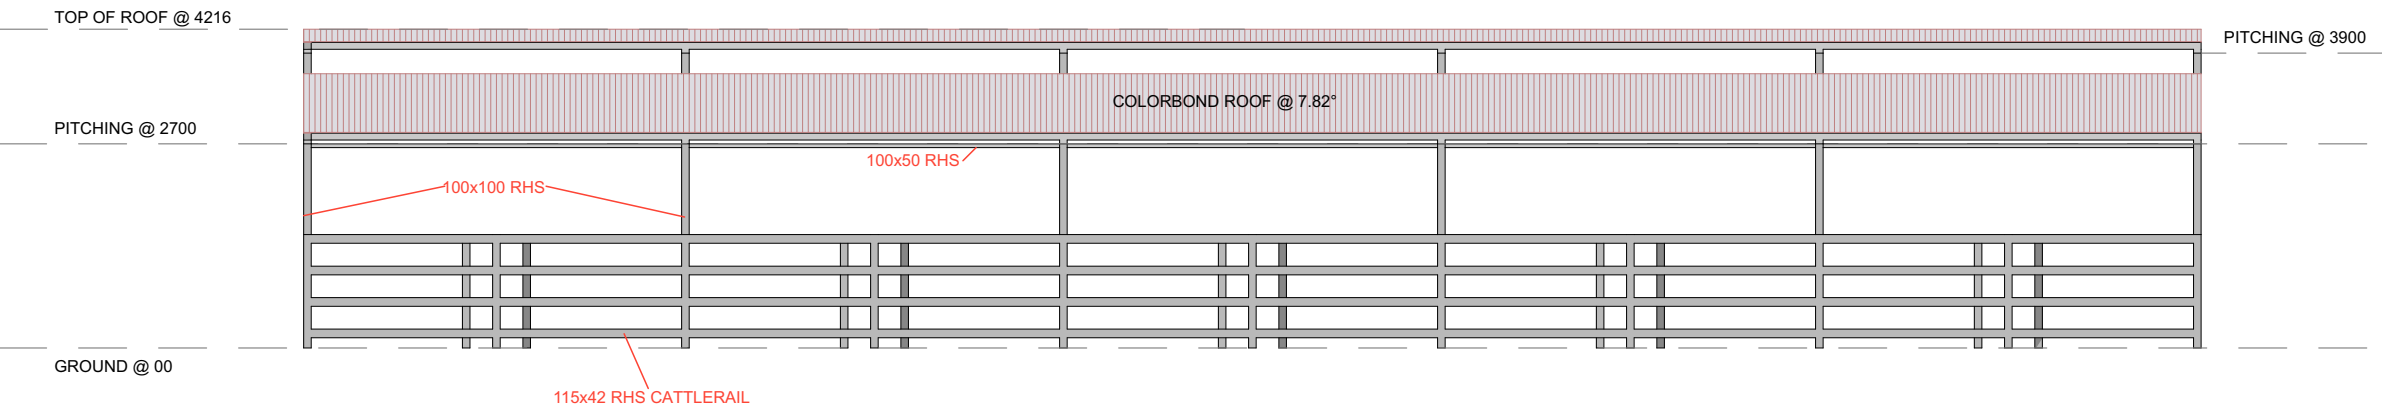 TOP OF ROOF @ 4216
PITCHING @ 3900
COLORBOND ROOF @ 7.82°
PITCHING @ 2700
100x50 RHS
100x100 RHS
GROUND @ 00
115x42 RHS CATTLERAIL